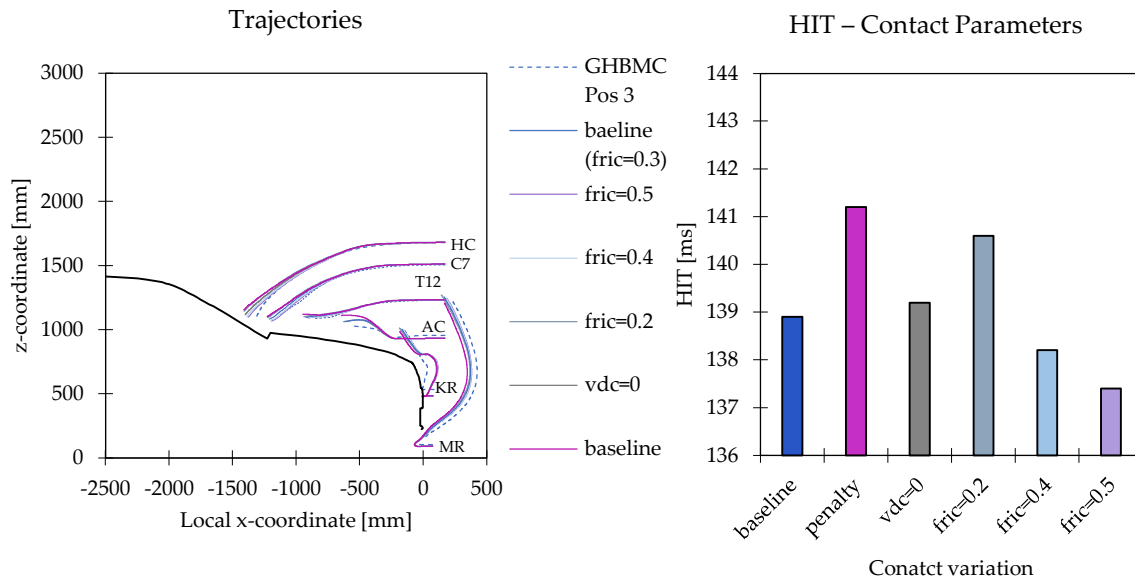 Trajectories
z-coordinate [mm]
3000
2500
2000
1500
1000
500
0
HC
C7
T12
AC
KR
MR
-2500 -2000 -1500 -1000 -500 0 500
Local x-coordinate [mm]
GHBMC
Pos 3
baeline
(fric=0.3)
fric=0.5
fric=0.4
fric=0.2
vdc=0
baseline
HIT – Contact Parameters
HIT [ms]
144
143
142
141
140
139
138
137
136
baseline
penalty
vdc=0
fric=0.2
fric=0.4
fric=0.5
Conatct variation